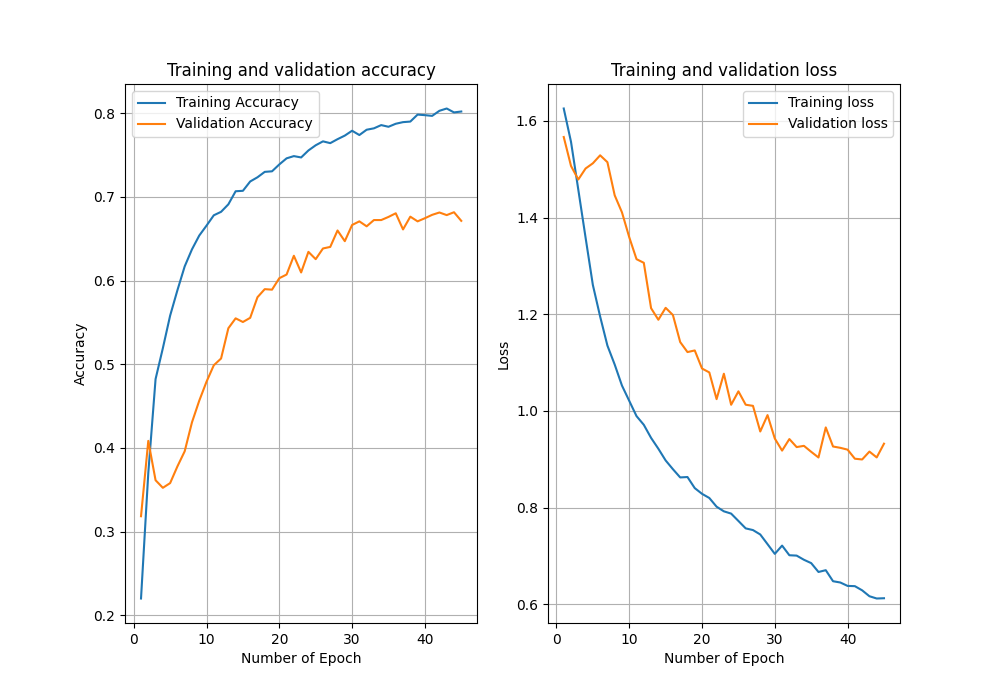 Training and validation accuracy
Training Accuracy
Validation Accuracy
0.8
0.7
0.6
0.5
0.4
0.3
0.2
Accuracy
0 10 20 30 40
Number of Epoch
Training and validation loss
Training loss
Validation loss
1.6
1.4
1.2
1.0
0.8
0.6
Loss
0 10 20 30 40
Number of Epoch